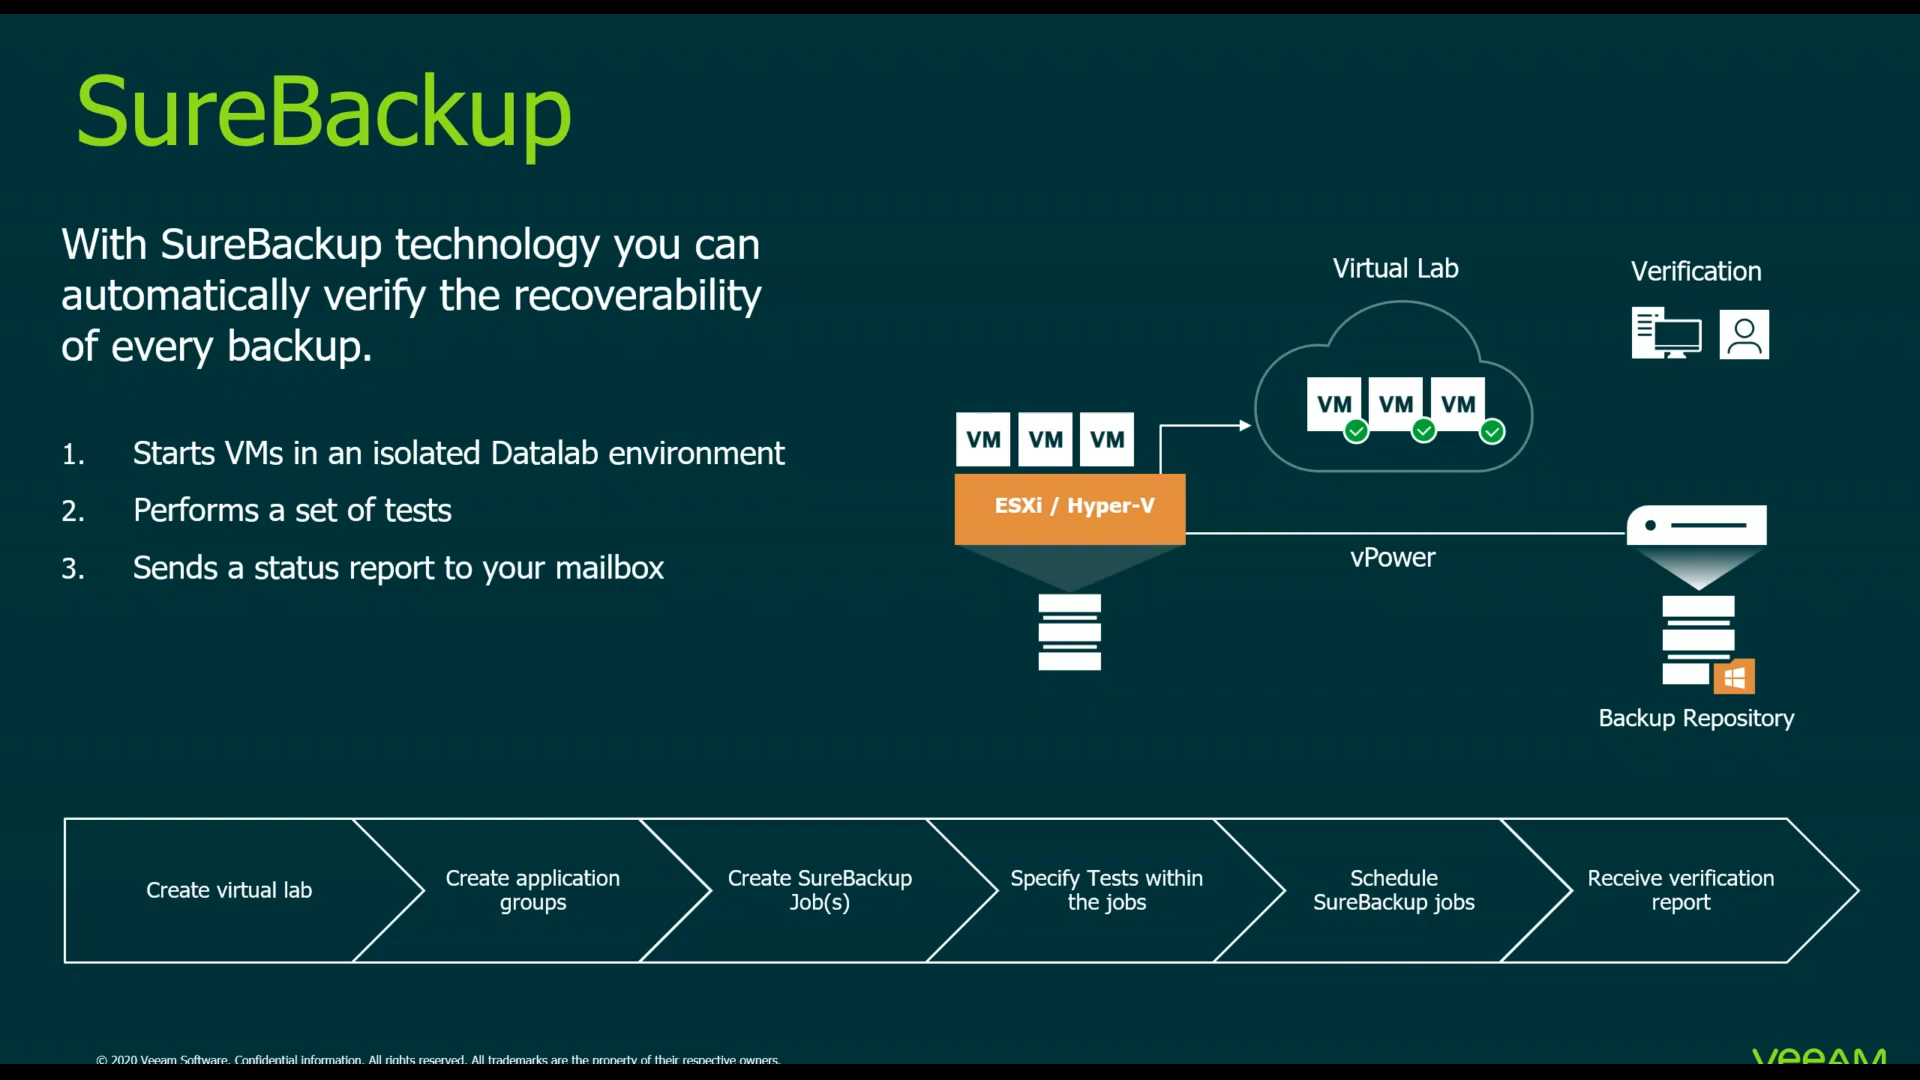 SureBackup
With SureBackup technology you can
automatically verify the recoverability
of every backup.
1. Starts VMs in an isolated Datalab environment
2. Performs a set of tests
3. Sends a status report to your mailbox
Virtual Lab
Verification
VM VM VM
VM VM VM
ESXi / Hyper-V
vPower
Backup Repository
Create virtual lab
Create application
groups
Create SureBackup
Job(s)
Specify Tests within
the jobs
Schedule
SureBackup jobs
Receive verification
report
© 2020 Veeam Software. Confidential information. All rights reserved. All trademarks are the property of their respective owners.
veeAM